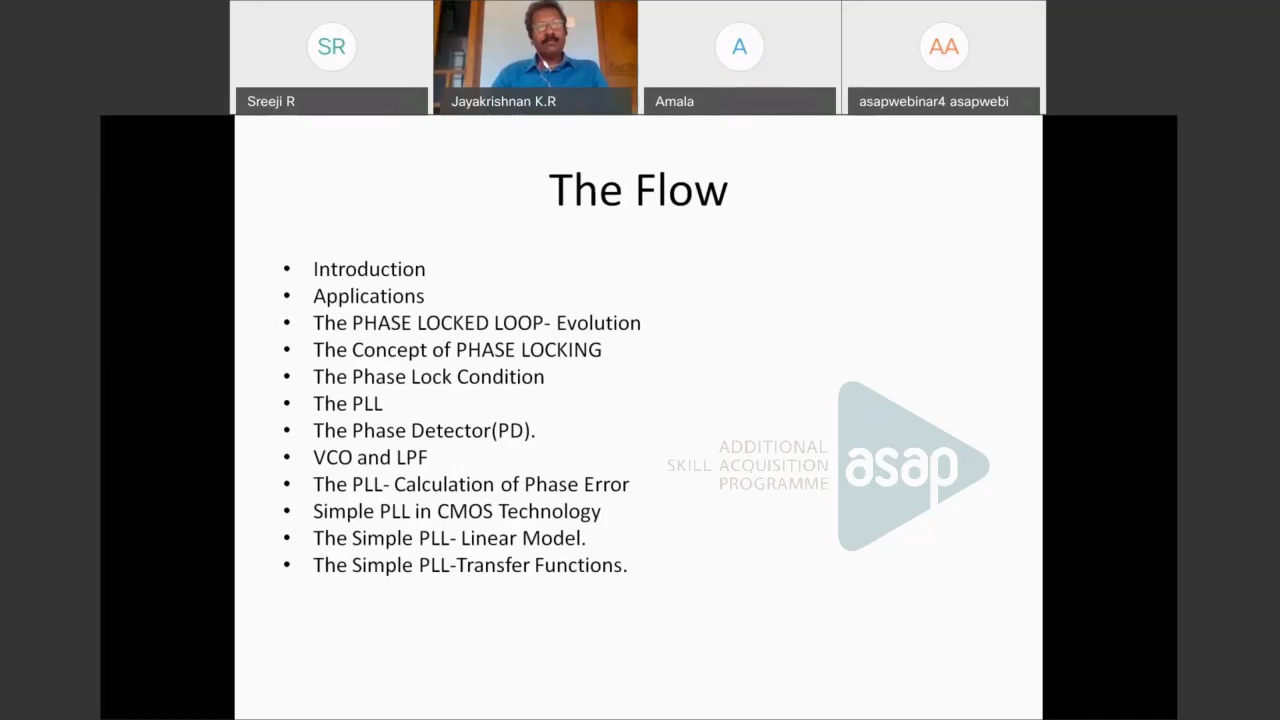 SR
A
AA
Sreeji R
Jayakrishnan K.R
Amala
asapwebinar4 asapwebi
The Flow
• Introduction
• Applications
• The PHASE LOCKED LOOP- Evolution
• The Concept of PHASE LOCKING
• The Phase Lock Condition
• The PLL
• The Phase Detector(PD).
• VCO and LPF
• The PLL- Calculation of Phase Error
• Simple PLL in CMOS Technology
• The Simple PLL- Linear Model.
• The Simple PLL-Transfer Functions.
ADDITIONAL
SKILL ACQUISITION
PROGRAMME
asap